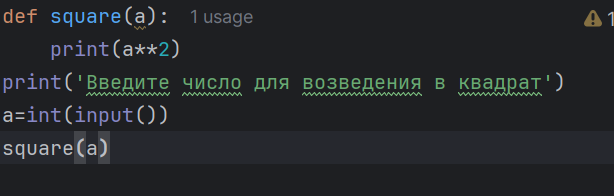 def square(a): 1 usage
    print(a**2)
print('Введите число для возведения в квадрат')
a=int(input())
square(a)